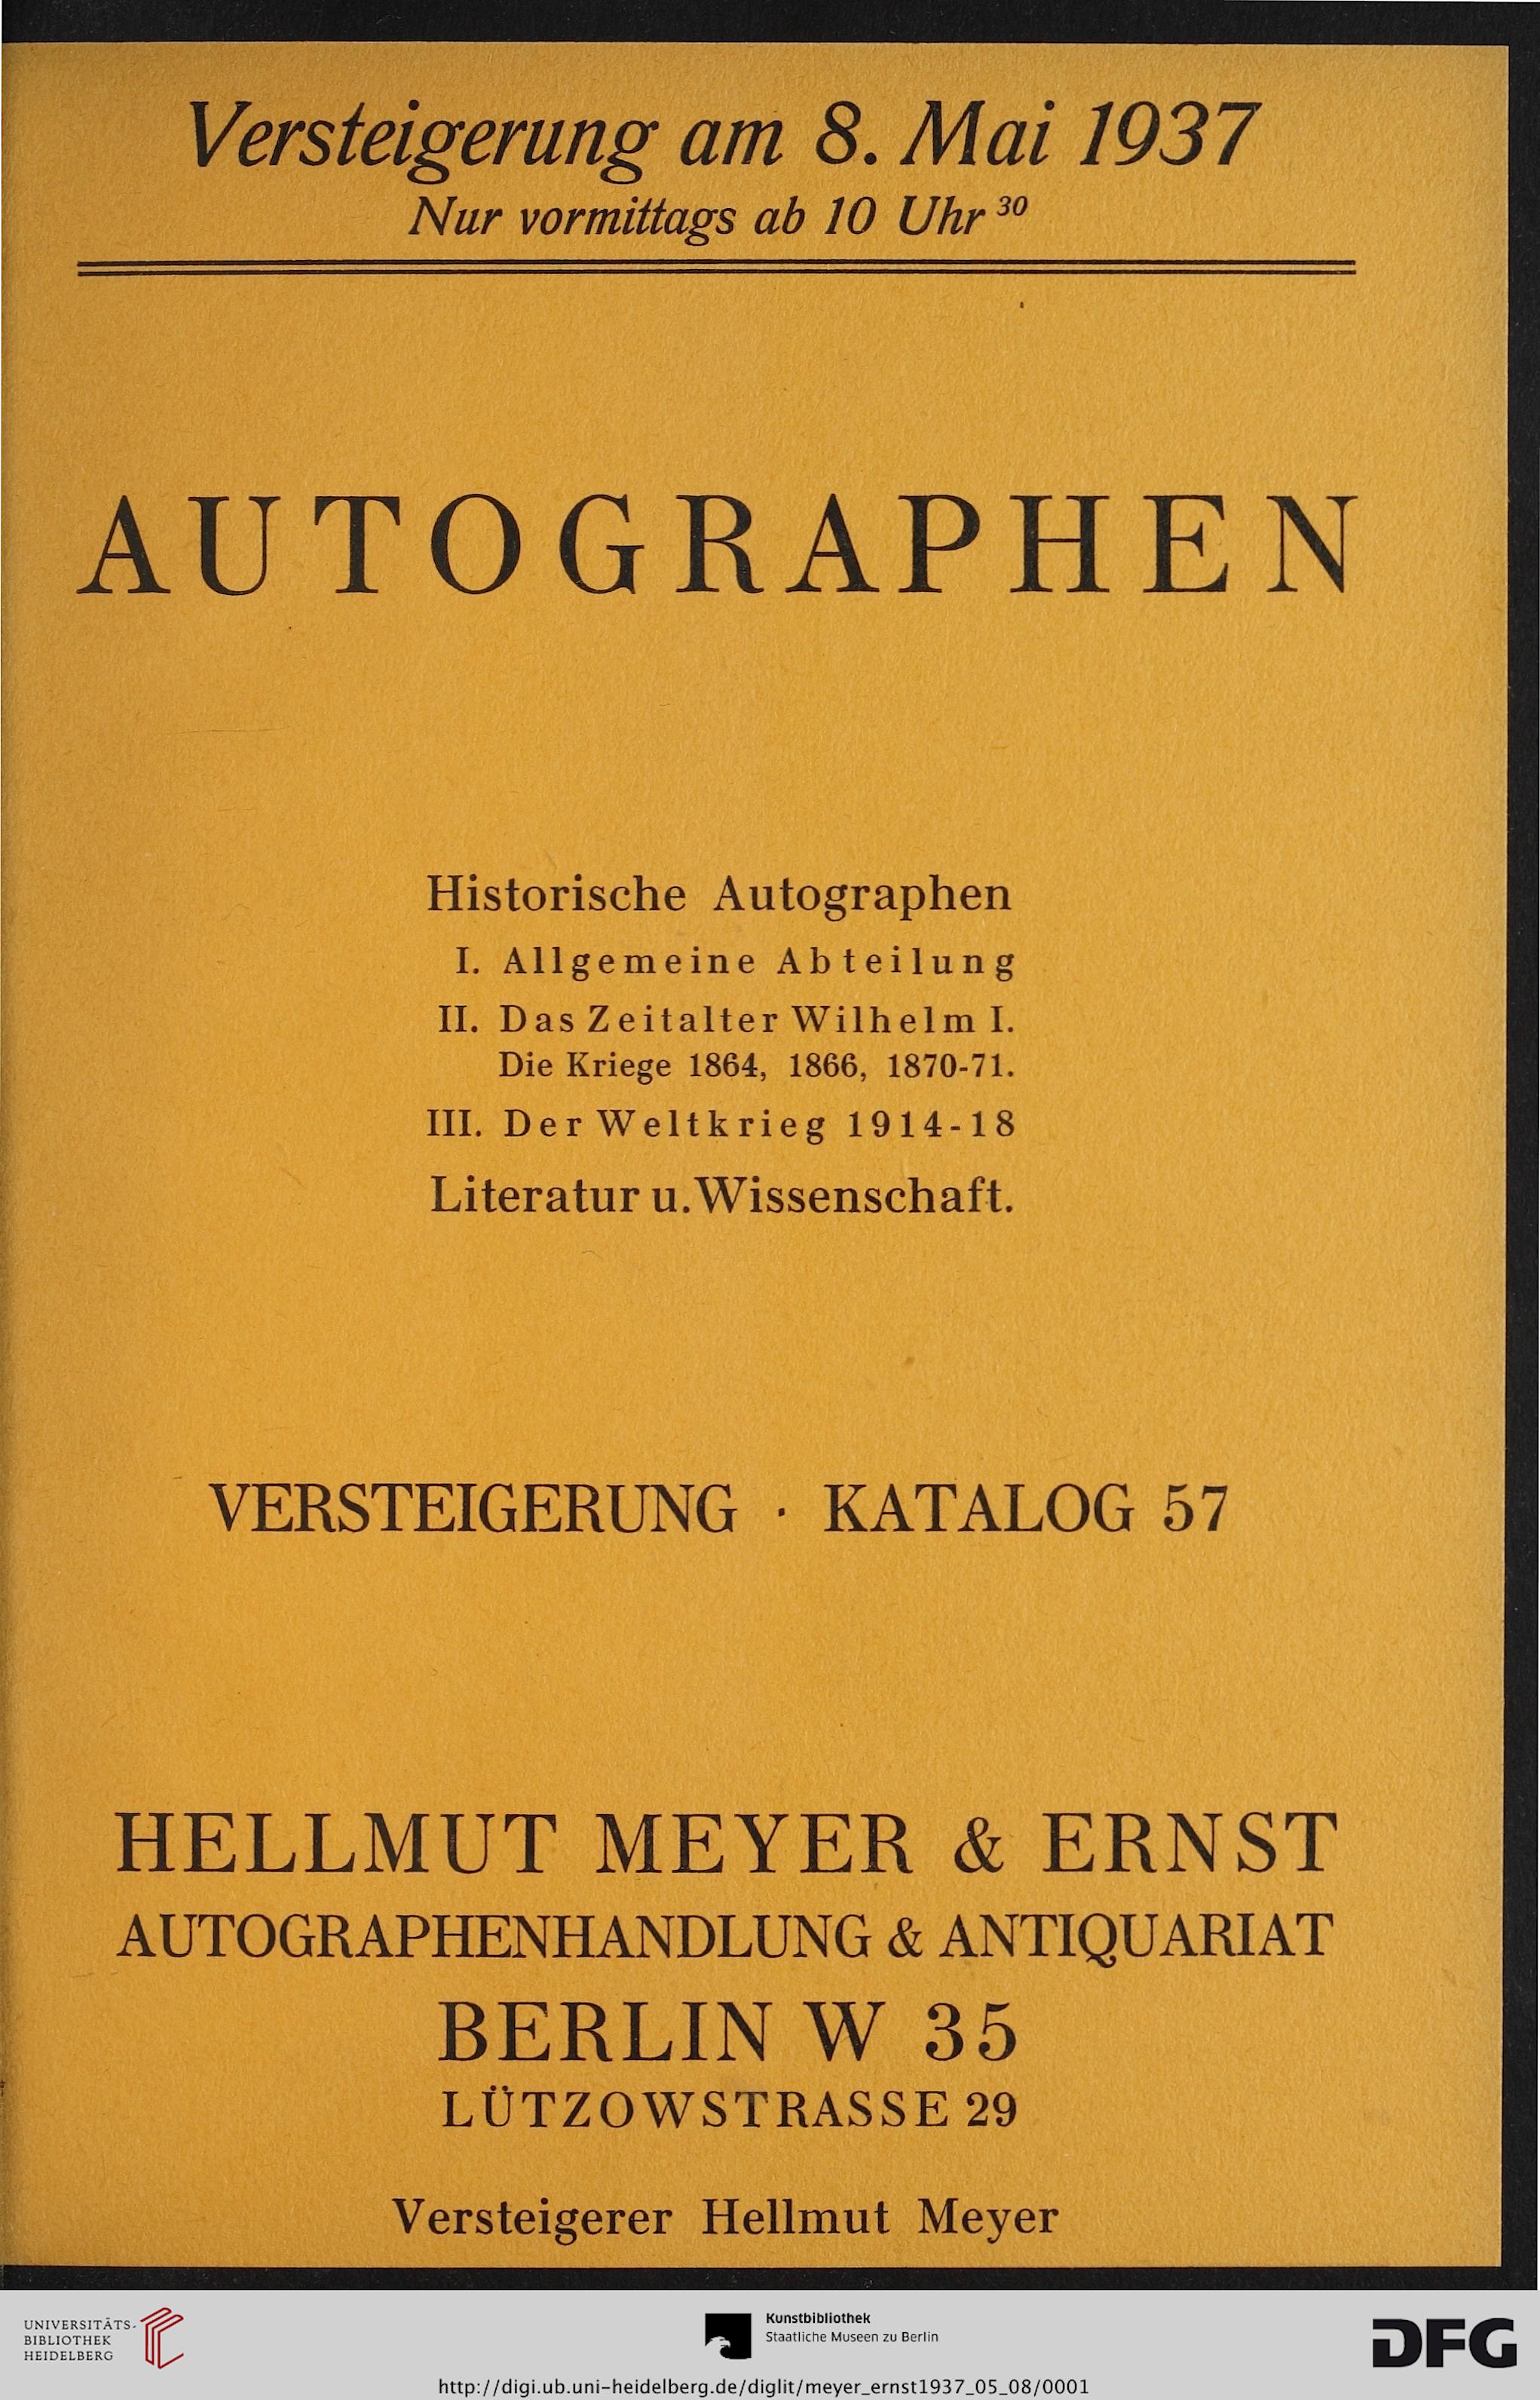 Versteigerung am 8. Mai 1937
Nur vormittags ab 10 Uhr 30
AUTOGRAPHEN
Historische Autographen
I. Allgemeine Abteilung
II. Das Zeitalter Wilhelm I.
Die Kriege 1864, 1866, 1870-71.
III. Der Weltkrieg 1914-18
Literatur u. Wissenschaft.
VERSTEIGERUNG · KATALOG 57
HELLMUT MEYER & ERNST
AUTOGRAPHENHANDLUNG & ANTIQUARIAT
BERLIN W 35
LÜTZOWSTRASSE 29
Versteigerer Hellmut Meyer
UNIVERSITÄTS-
BIBLIOTHEK
HEIDELBERG
Kunstbibliothek
Staatliche Museen zu Berlin
DFG
http://digi.ub.uni-heidelberg.de/diglit/meyer_ernst1937_05_08/0001